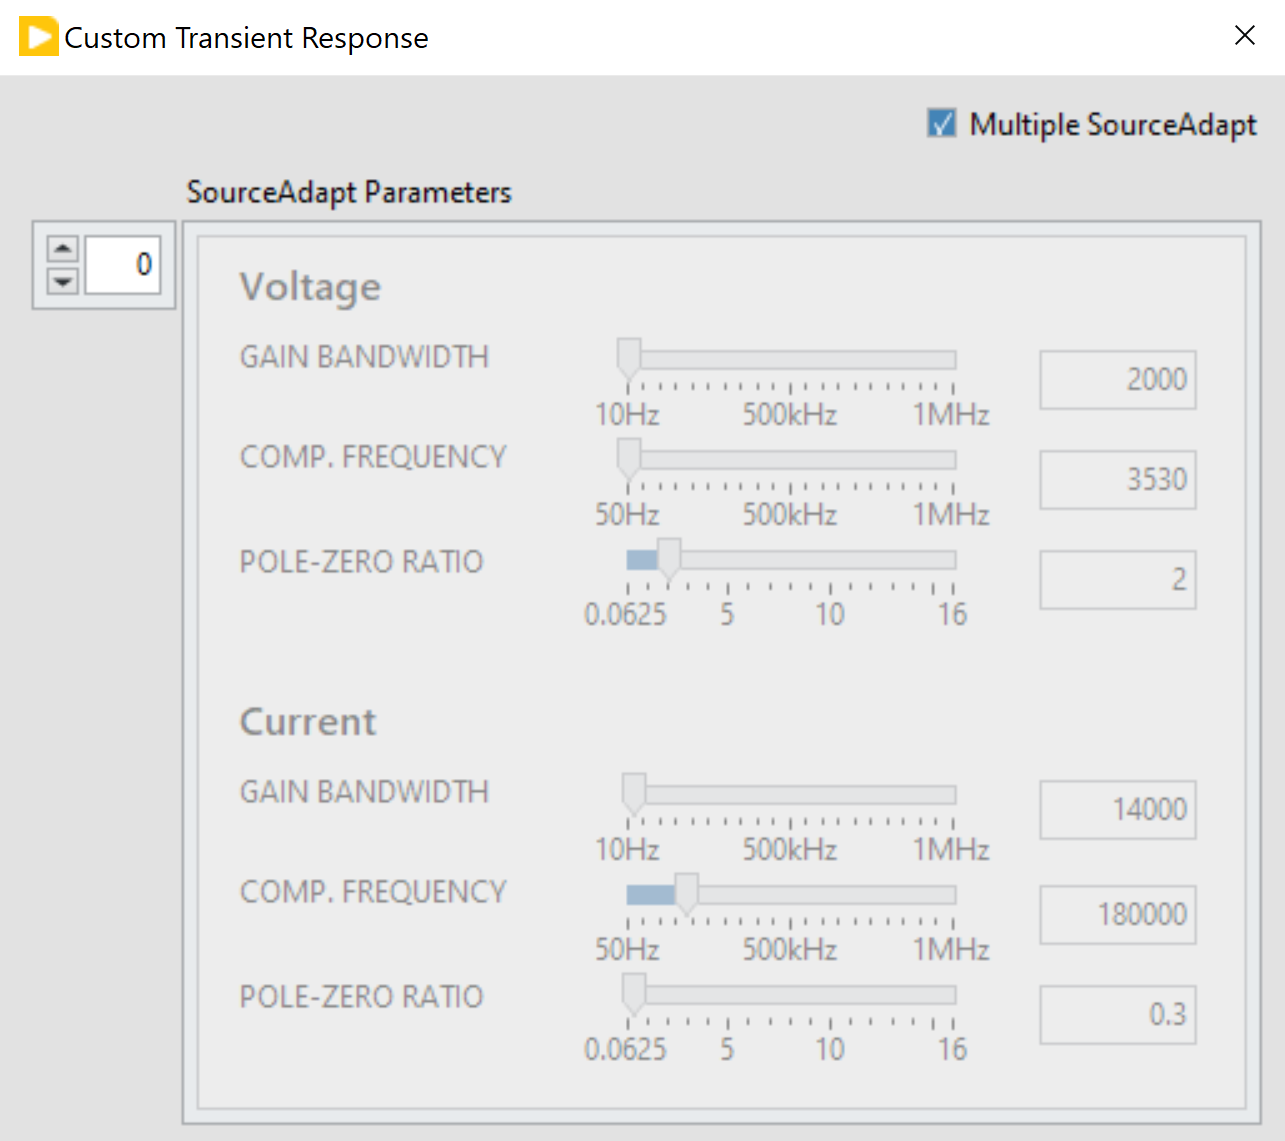 Custom Transient Response
Multiple SourceAdapt
SourceAdapt Parameters
0
Voltage
GAIN BANDWIDTH
2000
10Hz 500kHz 1MHz
COMP. FREQUENCY
3530
50Hz 500kHz 1MHz
POLE-ZERO RATIO
2
0.0625 5 10 16
Current
GAIN BANDWIDTH
14000
10Hz 500kHz 1MHz
COMP. FREQUENCY
180000
50Hz 500kHz 1MHz
POLE-ZERO RATIO
0.3
0.0625 5 10 16